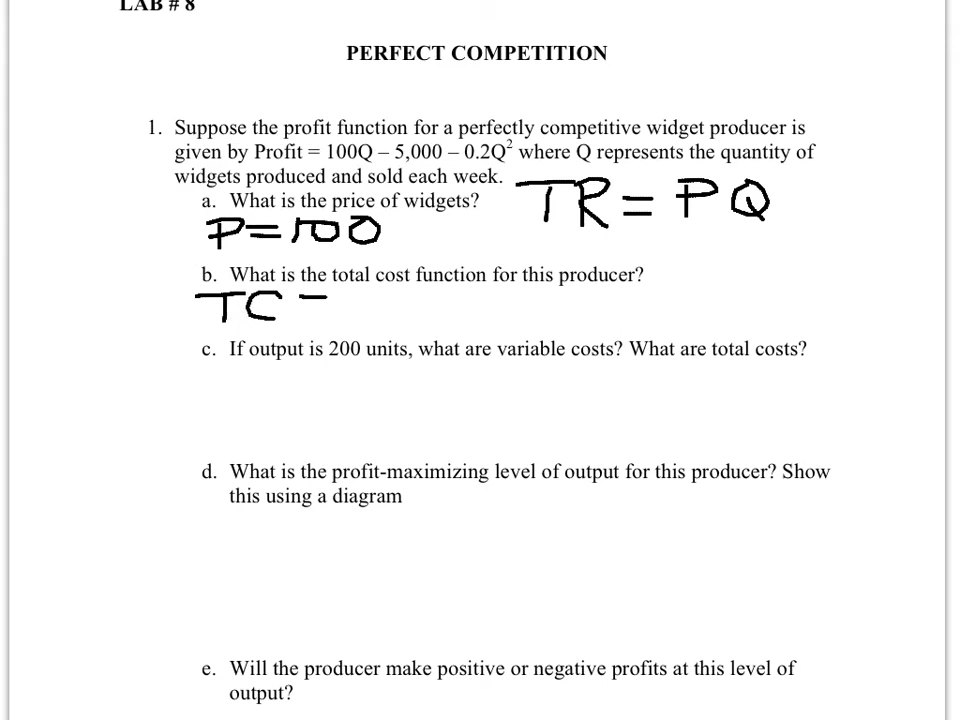 LAB # 8
PERFECT COMPETITION
1. Suppose the profit function for a perfectly competitive widget producer is
given by Profit = 100Q – 5,000 – 0.2Q² where Q represents the quantity of
widgets produced and sold each week.
a. What is the price of widgets?
TR = PQ
P=100
b. What is the total cost function for this producer?
TC -
c. If output is 200 units, what are variable costs? What are total costs?
d. What is the profit-maximizing level of output for this producer? Show
this using a diagram
e. Will the producer make positive or negative profits at this level of
output?